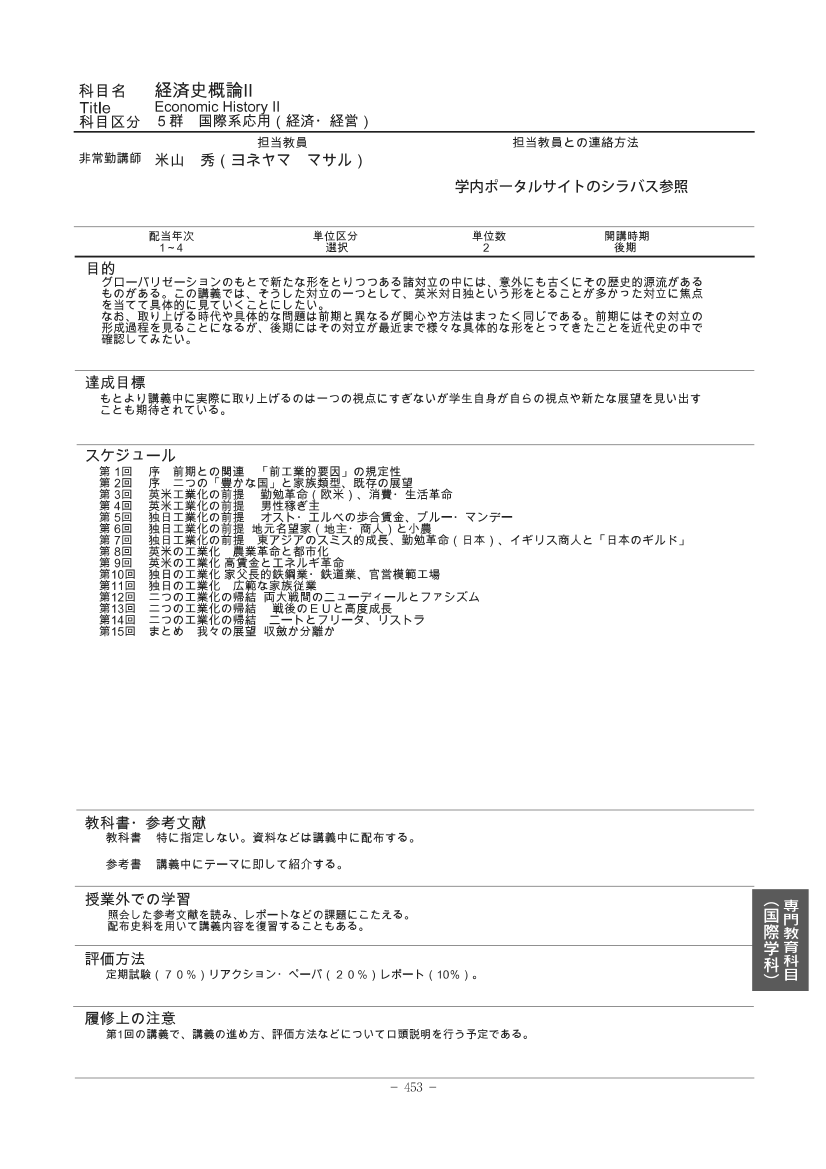 科目名 経済史概論II
Title Economic History II
科目区分 5群 国際系応用(経済・経営)
担当教員 担当教員との連絡方法
非常勤講師 米山 秀(ヨネヤマ マサル)
学内ポータルサイトのシラバス参照
配当年次 単位区分 単位数 開講時期
1~4 選択 2 後期
目的
グローバリゼーションのもとで新たな形をとりつつある諸対立の中には、意外にも古くにその歴史的源流がある
ものがある。この講義では、そうした対立の一つとして、英米対日独という形をとることが多かった対立に焦点
を当てて具体的に見ていくことにしたい。
なお、取り上げる時代や具体的な問題は前期と異なるが関心や方法はまったく同じである。前期にはその対立の
形成過程を見ることになるが、後期にはその対立が最近まで様々な具体的な形をとってきたことを近代史の中で
確認してみたい。
達成目標
もとより講義中に実際に取り上げるのは一つの視点にすぎないが学生自身が自らの視点や新たな展望を見い出す
ことも期待されている。
スケジュール
第 1回 序 前期との関連 「前工業的要因」の規定性
第 2回 序 二つの「豊かな国」と家族類型、既存の展望
第 3回 英米工業化の前提 勤勉革命(欧米)、消費・生活革命
第 4回 英米工業化の前提 男性稼ぎ主
第 5回 独日工業化の前提 オスト・エルベの歩合賃金、ブルー・マンデー
第 6回 独日工業化の前提 地元名望家(地主・商人)と小農
第 7回 独日工業化の前提 東アジアのスミス的成長、勤勉革命(日本)、イギリス商人と「日本のギルド」
第 8回 英米の工業化 農業革命と都市化
第 9回 英米の工業化 高賃金とエネルギ革命
第10回 独日の工業化 家父長的鉄鋼業・鉄道業、官営模範工場
第11回 独日の工業化 広範な家族従業
第12回 二つの工業化の帰結 両大戦間のニューディールとファシズム
第13回 二つの工業化の帰結 戦後のEUと高度成長
第14回 二つの工業化の帰結 ニートとフリータ、リストラ
第15回 まとめ 我々の展望 収斂か分離か
教科書・参考文献
教科書 特に指定しない。資料などは講義中に配布する。
参考書 講義中にテーマに即して紹介する。
授業外での学習
照会した参考文献を読み、レポートなどの課題にこたえる。
配布史料を用いて講義内容を復習することもある。
評価方法
定期試験(70%)リアクション・ペーパ(20%)レポート(10%)。
履修上の注意
第1回の講義で、講義の進め方、評価方法などについて口頭説明を行う予定である。
専門教育科目
(国際学科)
− 453 −